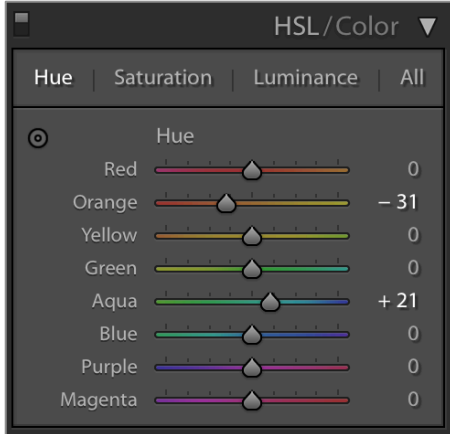 HSL / Color ▼
Hue | Saturation | Luminance | All
Hue
Red 0
Orange – 31
Yellow 0
Green 0
Aqua + 21
Blue 0
Purple 0
Magenta 0